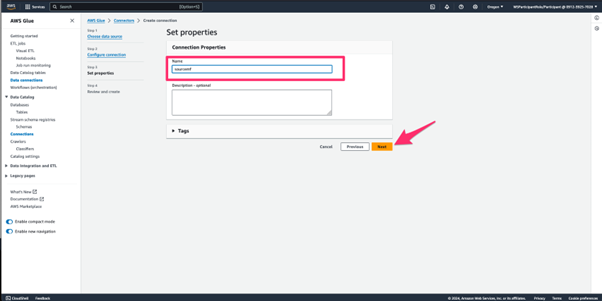 aws
Services
Search
[Option+S]
Oregon
WSParticipantRole/Participant @ 0913-3925-7028
AWS Glue
Getting started
ETL jobs
Visual ETL
Notebooks
Job run monitoring
Data Catalog tables
Data connections
Workflows (orchestration)
Data Catalog
Databases
Tables
Stream schema registries
Schemas
Connections
Crawlers
Classifiers
Catalog settings
Data Integration and ETL
Legacy pages
What's New
Documentation
AWS Marketplace
Enable compact mode
Enable new navigation
AWS Glue > Connectors > Create connection
Step 1
Choose data source
Step 2
Configure connection
Step 3
Set properties
Step 4
Review and create
Set properties
Connection Properties
Name
Description - optional
Tags
Cancel
Previous
Next
CloudShell
Feedback
© 2024, Amazon Web Services, Inc. or its affiliates.
Privacy
Terms
Cookie preferences